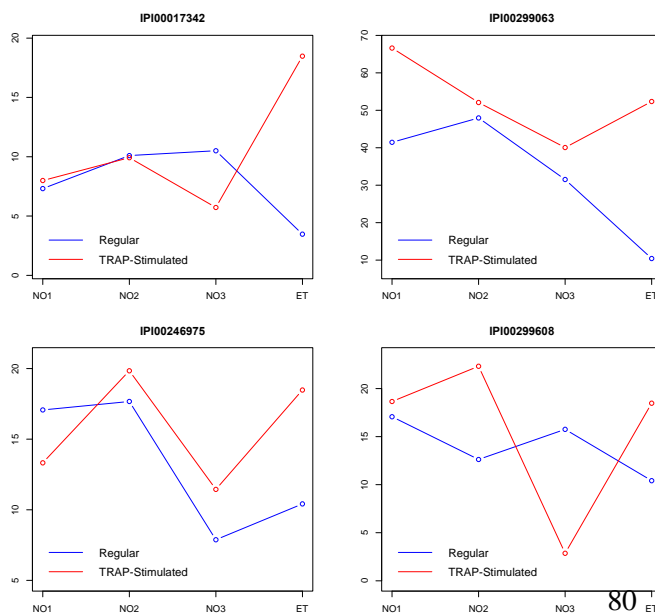 IPI00017342
20
15
10
5
0
Regular
TRAP-Stimulated
NO1 NO2 NO3 ET
IPI00299063
70
60
50
40
30
20
10
Regular
TRAP-Stimulated
NO1 NO2 NO3 ET
IPI00246975
20
15
10
5
Regular
TRAP-Stimulated
NO1 NO2 NO3 ET
IPI00299608
20
15
10
5
0
Regular
TRAP-Stimulated
NO1 NO2 NO3 ET
80